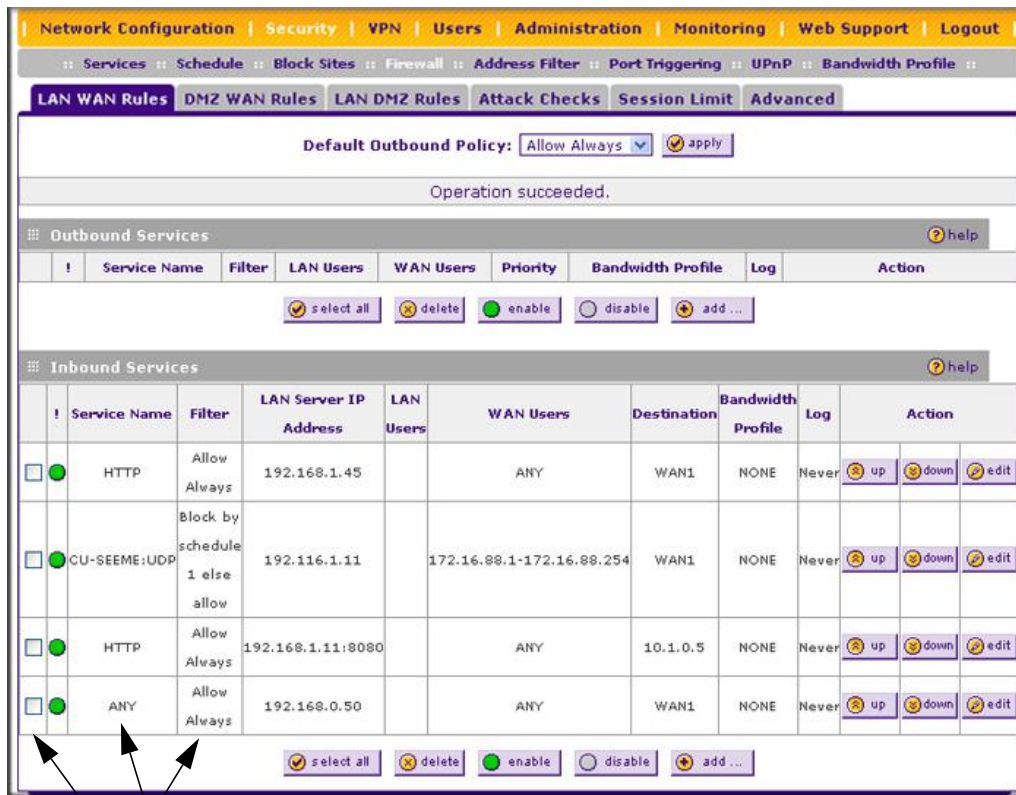 Network Configuration | Security | VPN | Users | Administration | Monitoring | Web Support | Logout
:: Services :: Schedule :: Block Sites :: Firewall :: Address Filter :: Port Triggering :: UPnP :: Bandwidth Profile ::
LAN WAN Rules DMZ WAN Rules LAN DMZ Rules Attack Checks Session Limit Advanced
Default Outbound Policy: Allow Always apply
Operation succeeded.
Outbound Services help
! Service Name Filter LAN Users WAN Users Priority Bandwidth Profile Log Action
select all delete enable disable add ...
Inbound Services help
! Service Name Filter LAN Server IP Address LAN Users WAN Users Destination Bandwidth Profile Log Action
HTTP Allow Always 192.168.1.45 ANY WAN1 NONE Never up down edit
CU-SEEME:UDP Block by schedule 1 else allow 192.116.1.11 172.16.88.1-172.16.88.254 WAN1 NONE Never up down edit
HTTP Allow Always 192.168.1.11:8080 ANY 10.1.0.5 NONE Never up down edit
ANY Allow Always 192.168.0.50 ANY WAN1 NONE Never up down edit
select all delete enable disable add ...